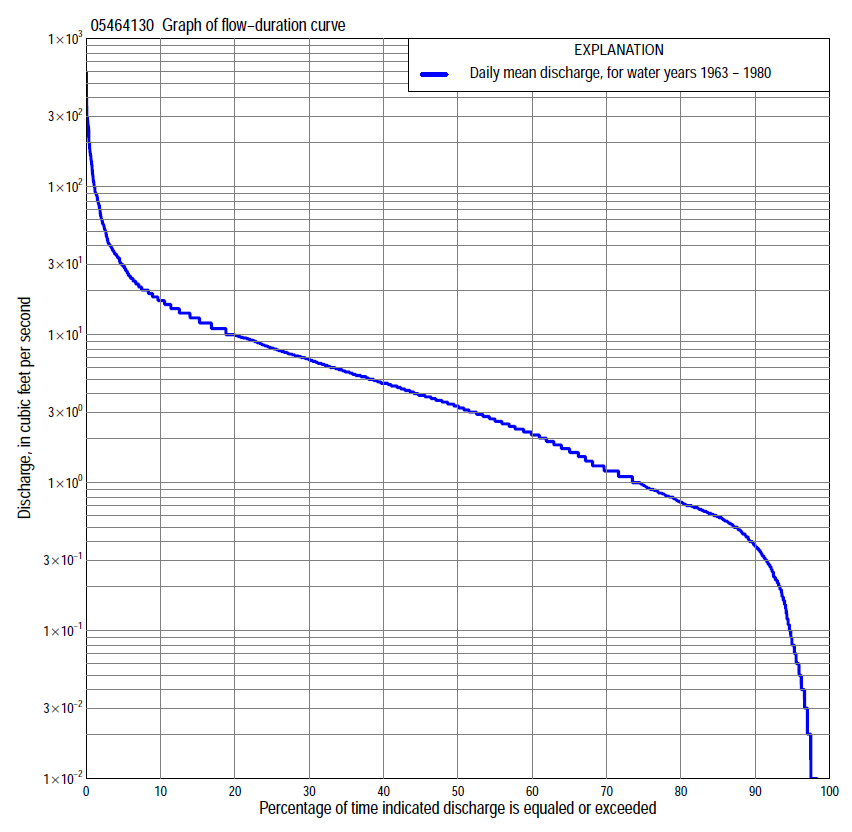 05464130 Graph of flow−duration curve
EXPLANATION
Daily mean discharge, for water years 1963 − 1980
Discharge, in cubic feet per second
1×10³
3×10²
1×10²
3×10¹
1×10¹
3×10⁰
1×10⁰
3×10⁻¹
1×10⁻¹
3×10⁻²
1×10⁻²
0 10 20 30 40 50 60 70 80 90 100
Percentage of time indicated discharge is equaled or exceeded